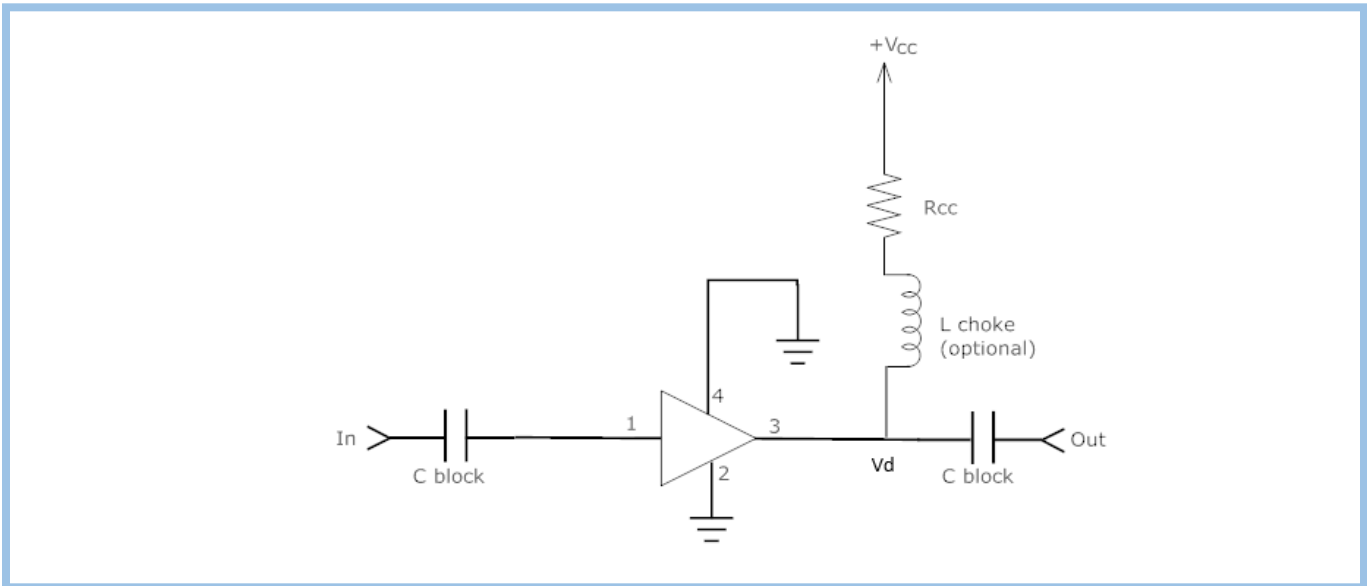 +Vcc
Rcc
L choke
(optional)
4
1
3
In
Out
Vd
C block
2
C block